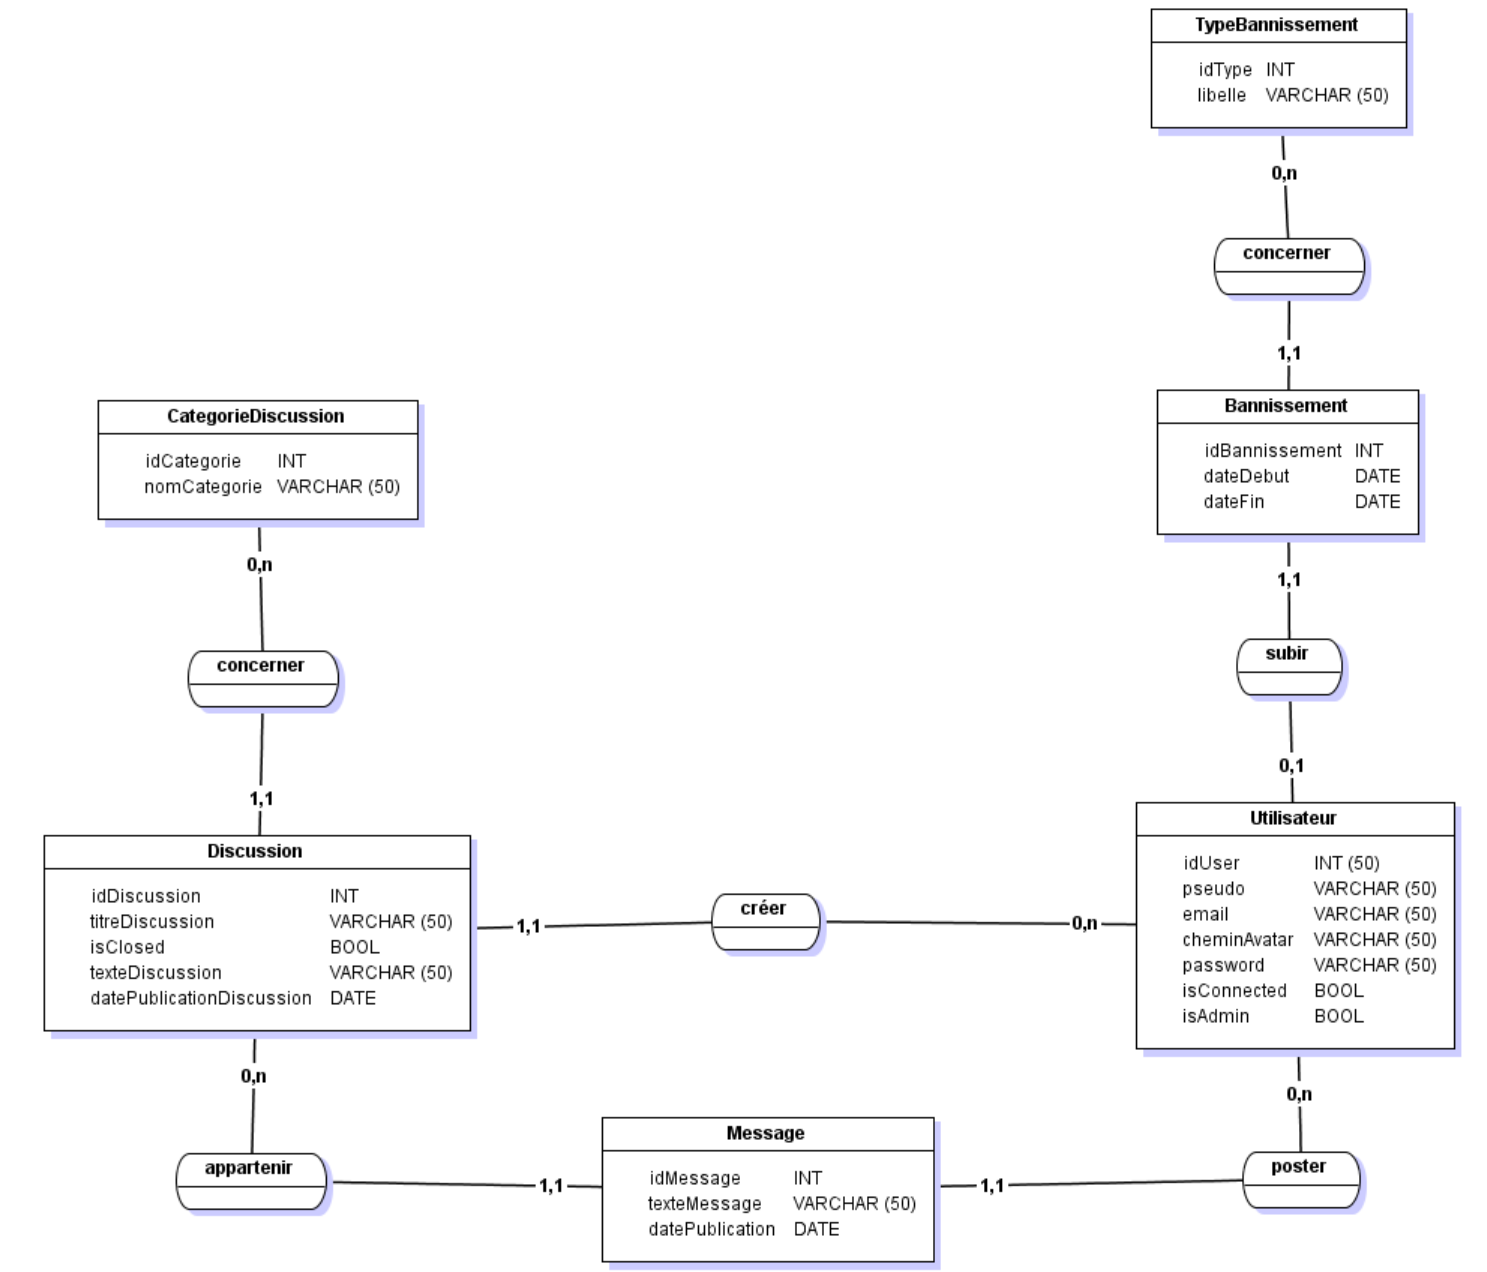 TypeBannissement
idType INT
libelle VARCHAR (50)
0,n
concerner
1,1
Bannissement
idBannissement INT
dateDebut DATE
dateFin DATE
1,1
subir
0,1
CategorieDiscussion
idCategorie INT
nomCategorie VARCHAR (50)
0,n
concerner
1,1
Discussion
idDiscussion INT
titreDiscussion VARCHAR (50)
isClosed BOOL
texteDiscussion VARCHAR (50)
datePublicationDiscussion DATE
1,1
créer
0,n
Utilisateur
idUser INT (50)
pseudo VARCHAR (50)
email VARCHAR (50)
cheminAvatar VARCHAR (50)
password VARCHAR (50)
isConnected BOOL
isAdmin BOOL
0,n
appartenir
1,1
Message
idMessage INT
texteMessage VARCHAR (50)
datePublication DATE
1,1
poster
0,n